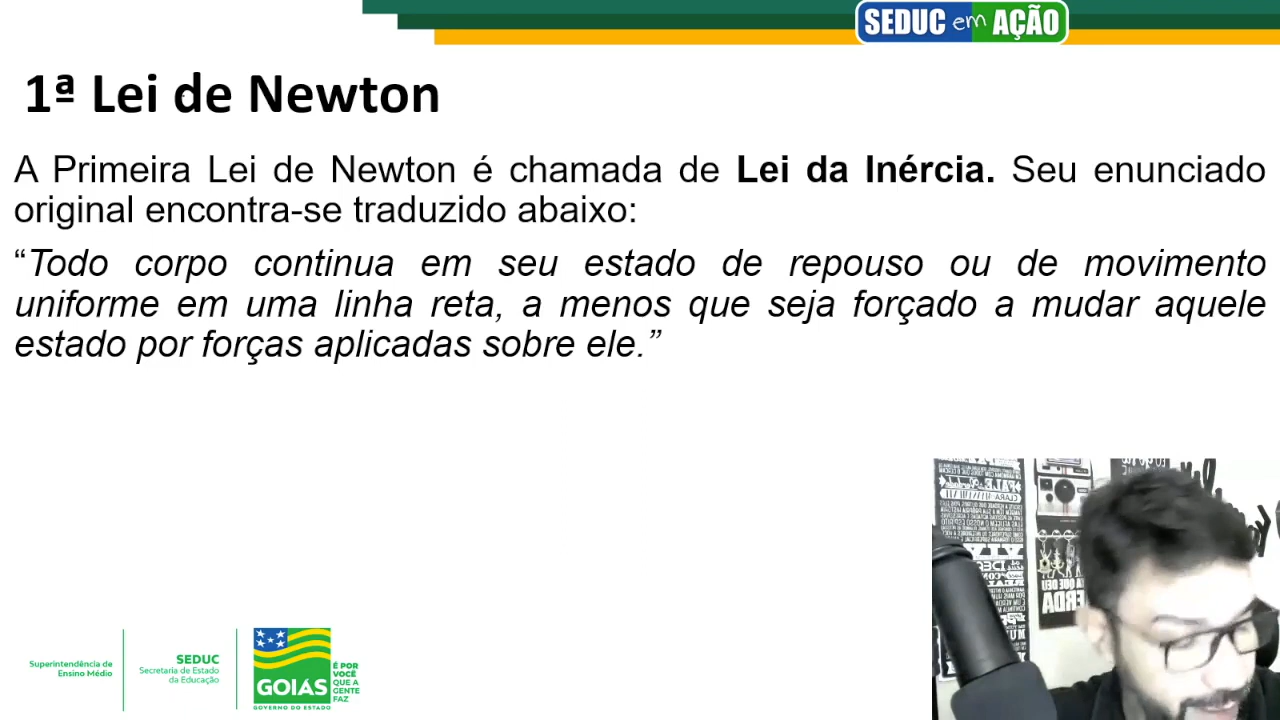 SEDUC em AÇÃO
1ª Lei de Newton
A Primeira Lei de Newton é chamada de Lei da Inércia. Seu enunciado
original encontra-se traduzido abaixo:
“Todo corpo continua em seu estado de repouso ou de movimento
uniforme em uma linha reta, a menos que seja forçado a mudar aquele
estado por forças aplicadas sobre ele.”
Superintendência de
Ensino Médio
SEDUC
Secretaria de Estado
da Educação
GOIÁS
GOVERNO DO ESTADO
É POR
VOCÊ
QUE A
GENTE
FAZ